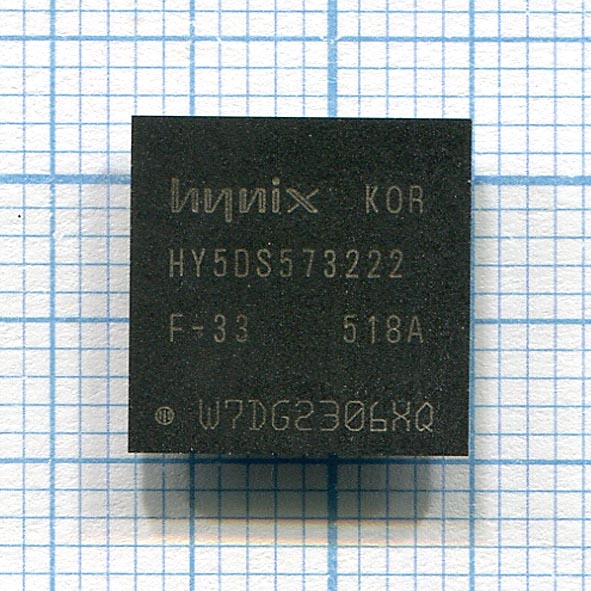 hynix KOR
HY5DS573222
F-33 518A
W7DG2306XQ